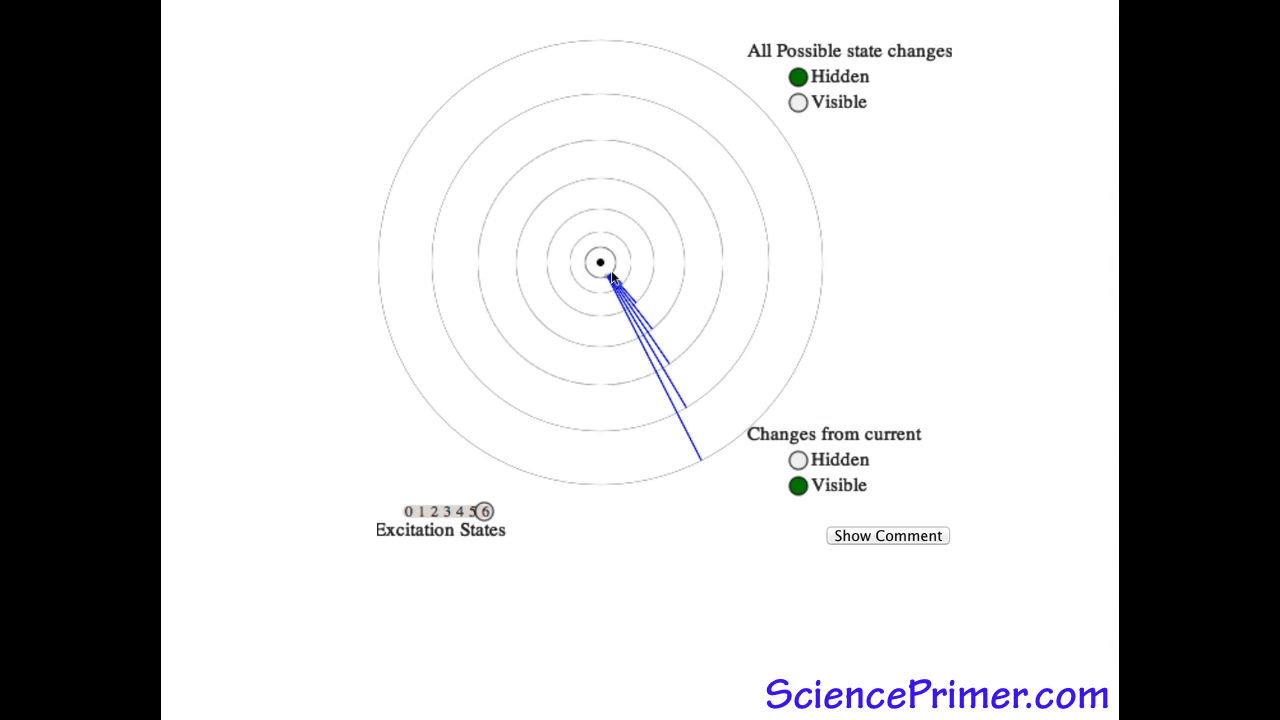 All Possible state changes
Hidden
Visible
Changes from current
Hidden
Visible
0 1 2 3 4 5 6
Excitation States
Show Comment
SciencePrimer.com